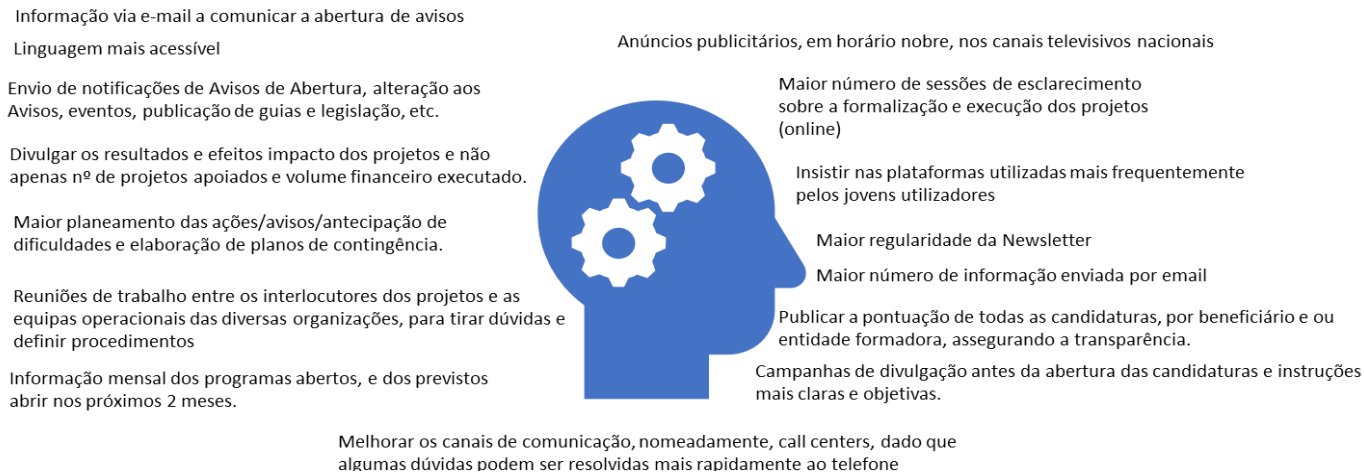 Informação via e-mail a comunicar a abertura de avisos
Linguagem mais acessível
Envio de notificações de Avisos de Abertura, alteração aos
Avisos, eventos, publicação de guias e legislação, etc.
Divulgar os resultados e efeitos impacto dos projetos e não
apenas nº de projetos apoiados e volume financeiro executado.
Maior planeamento das ações/avisos/antecipação de
dificuldades e elaboração de planos de contingência.
Reuniões de trabalho entre os interlocutores dos projetos e as
equipas operacionais das diversas organizações, para tirar dúvidas e
definir procedimentos
Informação mensal dos programas abertos, e dos previstos
abrir nos próximos 2 meses.
Anúncios publicitários, em horário nobre, nos canais televisivos nacionais
Maior número de sessões de esclarecimento
sobre a formalização e execução dos projetos
(online)
Insistir nas plataformas utilizadas mais frequentemente
pelos jovens utilizadores
Maior regularidade da Newsletter
Maior número de informação enviada por email
Publicar a pontuação de todas as candidaturas, por beneficiário e ou
entidade formadora, assegurando a transparência.
Campanhas de divulgação antes da abertura das candidaturas e instruções
mais claras e objetivas.
Melhorar os canais de comunicação, nomeadamente, call centers, dado que
algumas dúvidas podem ser resolvidas mais rapidamente ao telefone